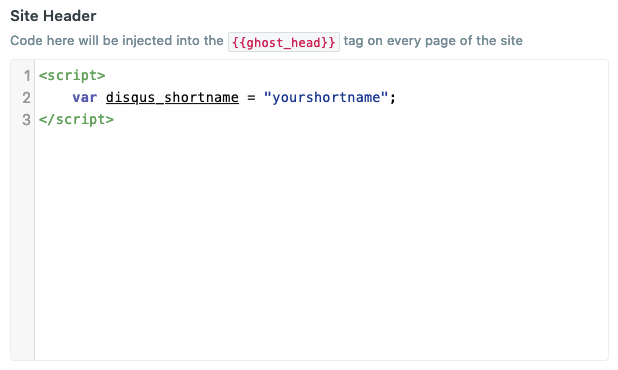 Site Header
Code here will be injected into the {{ghost_head}} tag on every page of the site
1 <script>
2     var disqus_shortname = "yourshortname";
3 </script>